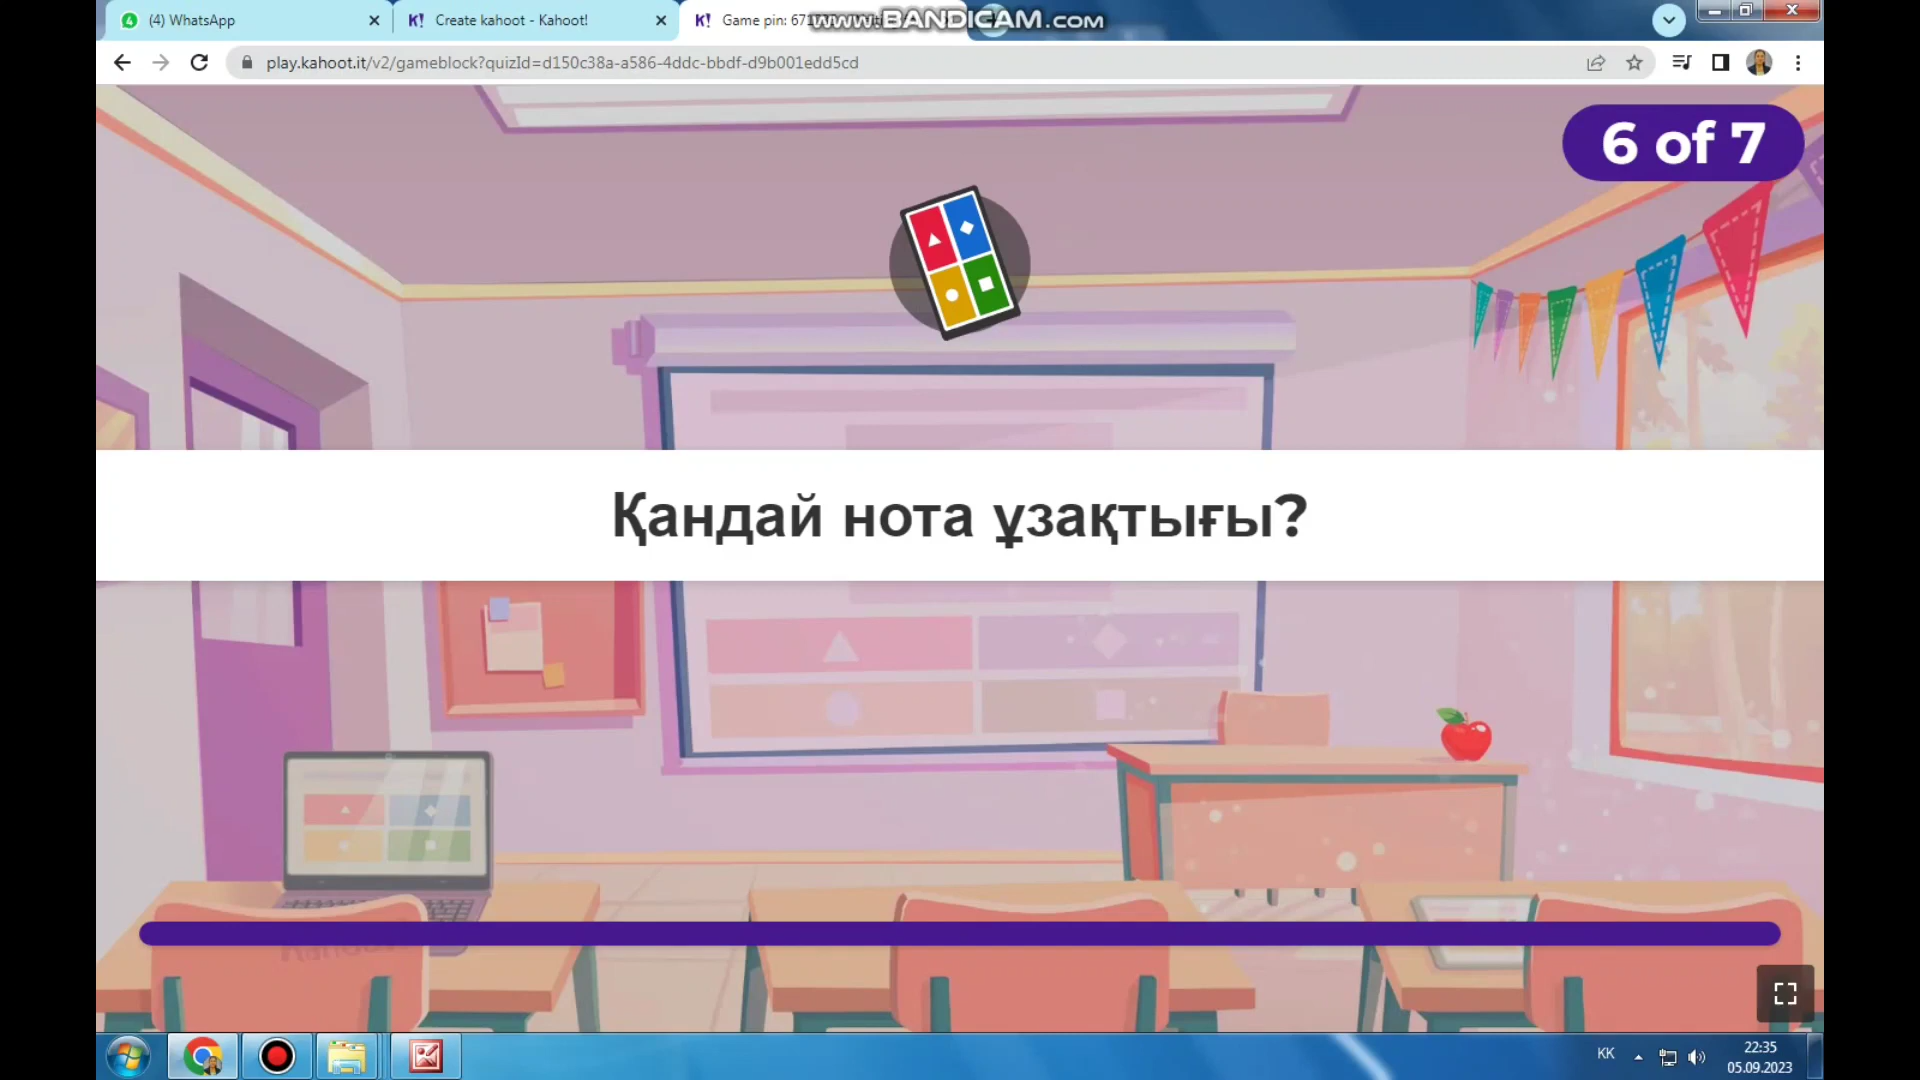 (4) WhatsApp
Create kahoot - Kahoot!
Game pin: 671
WWW.BANDICAM.COM
play.kahoot.it/v2/gameblock?quizId=d150c38a-a586-4ddc-bbdf-d9b001edd5cd
6 of 7
Қандай нота ұзақтығы?
KK
22:35
05.09.2023